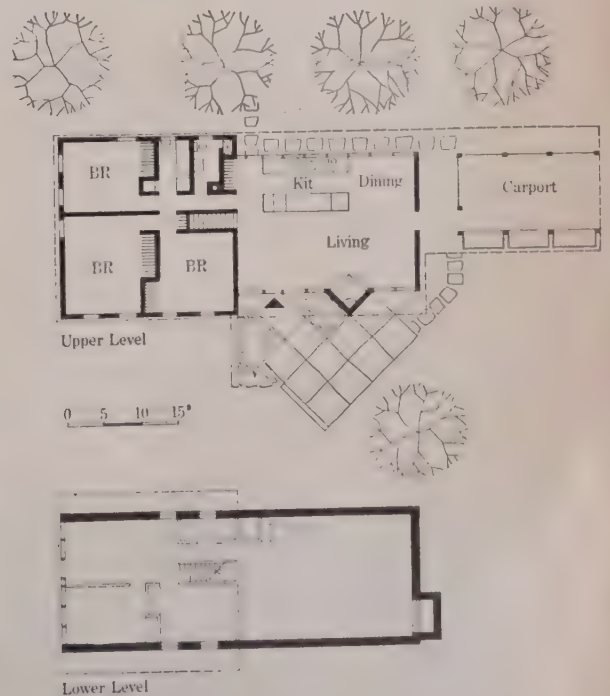 BR
Kit
Dining
Carport
Living
BR
BR
Upper Level
0 5 10 15'
Lower Level